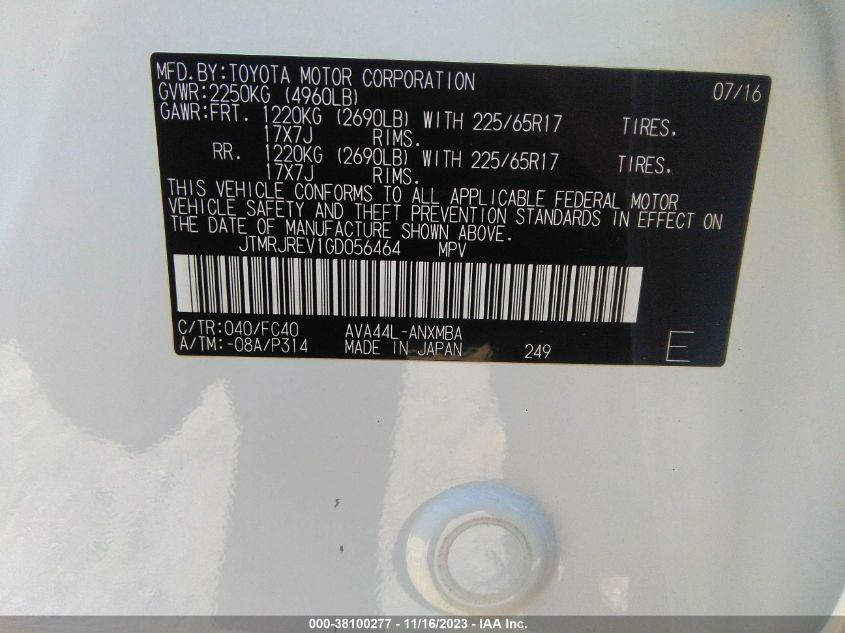 MFD.BY:TOYOTA MOTOR CORPORATION 07/16
GVWR:2250KG (4960LB)
GAWR:FRT. 1220KG (2690LB) WITH 225/65R17 TIRES,
17X7J RIMS.
RR. 1220KG (2690LB) WITH 225/65R17 TIRES,
17X7J RIMS.
THIS VEHICLE CONFORMS TO ALL APPLICABLE FEDERAL MOTOR
VEHICLE SAFETY AND THEFT PREVENTION STANDARDS IN EFFECT ON
THE DATE OF MANUFACTURE SHOWN ABOVE.
JTMRJREV1GD056464 MPV
C/TR:040/FC40 AVA44L-ANXMBA
A/TM:-08A/P314 MADE IN JAPAN 249 E
000-38100277 - 11/16/2023 - IAA Inc.